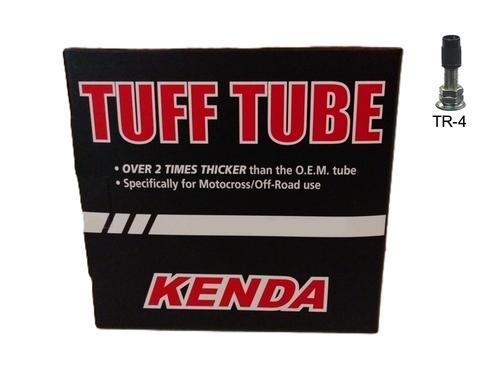 TUFF TUBE
• OVER 2 TIMES THICKER than the O.E.M. tube
• Specifically for Motocross/Off-Road use
KENDA
TR-4